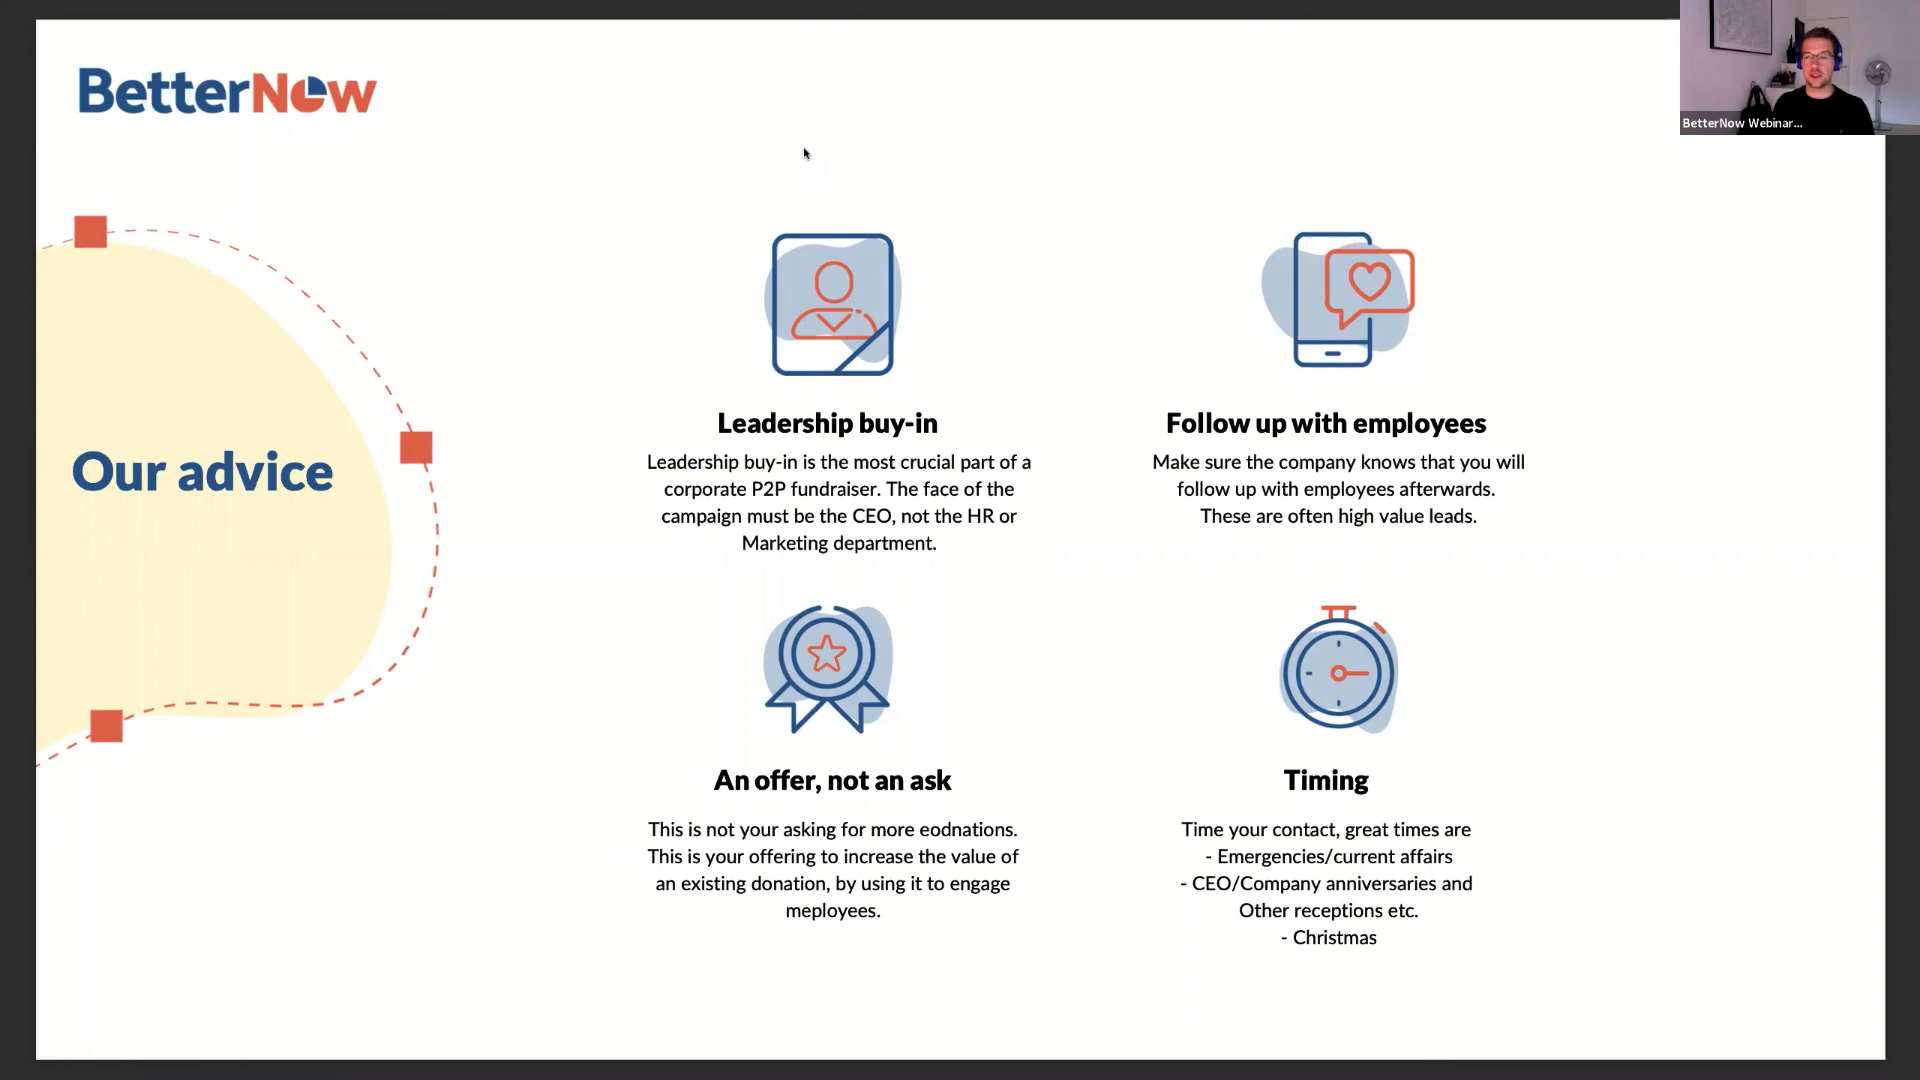 BetterNow
BetterNow Webinar...
Our advice
Leadership buy-in
Leadership buy-in is the most crucial part of a
corporate P2P fundraiser. The face of the
campaign must be the CEO, not the HR or
Marketing department.
Follow up with employees
Make sure the company knows that you will
follow up with employees afterwards.
These are often high value leads.
An offer, not an ask
This is not your asking for more eodnations.
This is your offering to increase the value of
an existing donation, by using it to engage
meployees.
Timing
Time your contact, great times are
- Emergencies/current affairs
- CEO/Company anniversaries and
Other receptions etc.
- Christmas